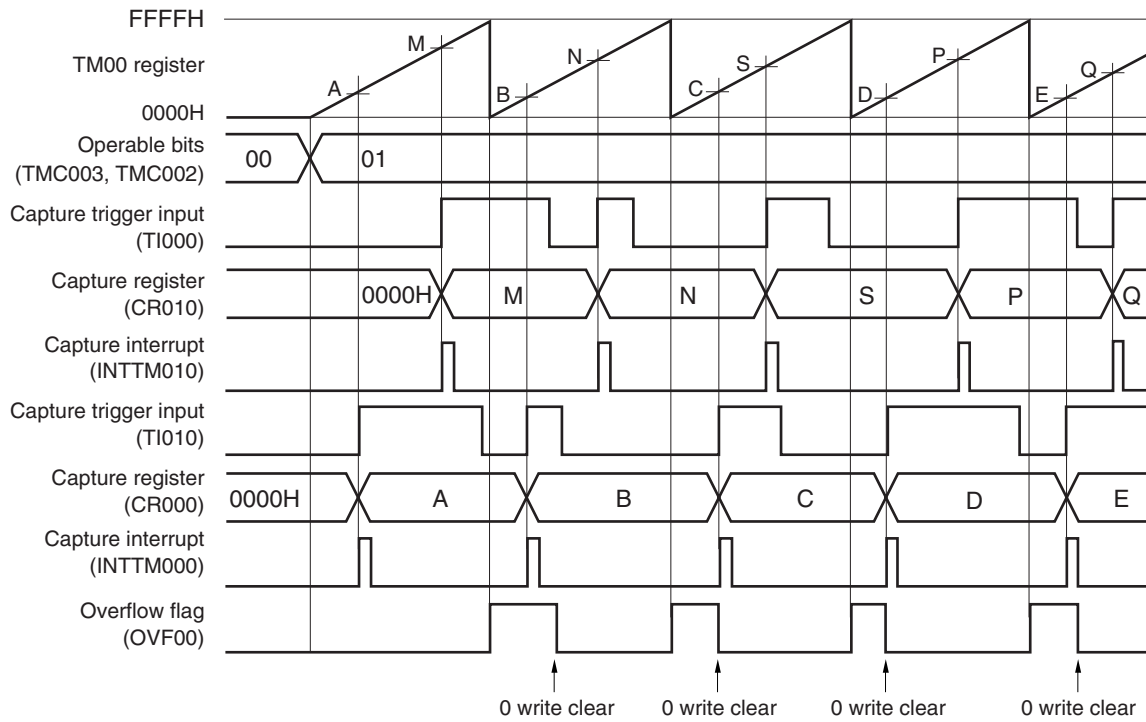 FFFFH
TM00 register
0000H
A M B N C S D P E Q
Operable bits
(TMC003, TMC002)
00 01
Capture trigger input
(TI000)
Capture register
(CR010)
0000H M N S P Q
Capture interrupt
(INTTM010)
Capture trigger input
(TI010)
Capture register
(CR000)
0000H A B C D E
Capture interrupt
(INTTM000)
Overflow flag
(OVF00)
0 write clear 0 write clear 0 write clear 0 write clear